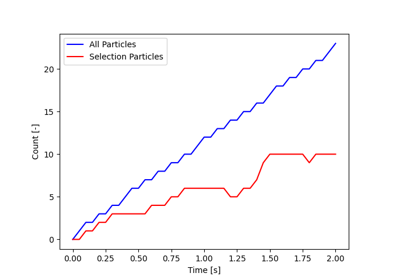 All Particles
Selection Particles
20
15
10
5
0
Count [-]
0.00 0.25 0.50 0.75 1.00 1.25 1.50 1.75 2.00
Time [s]